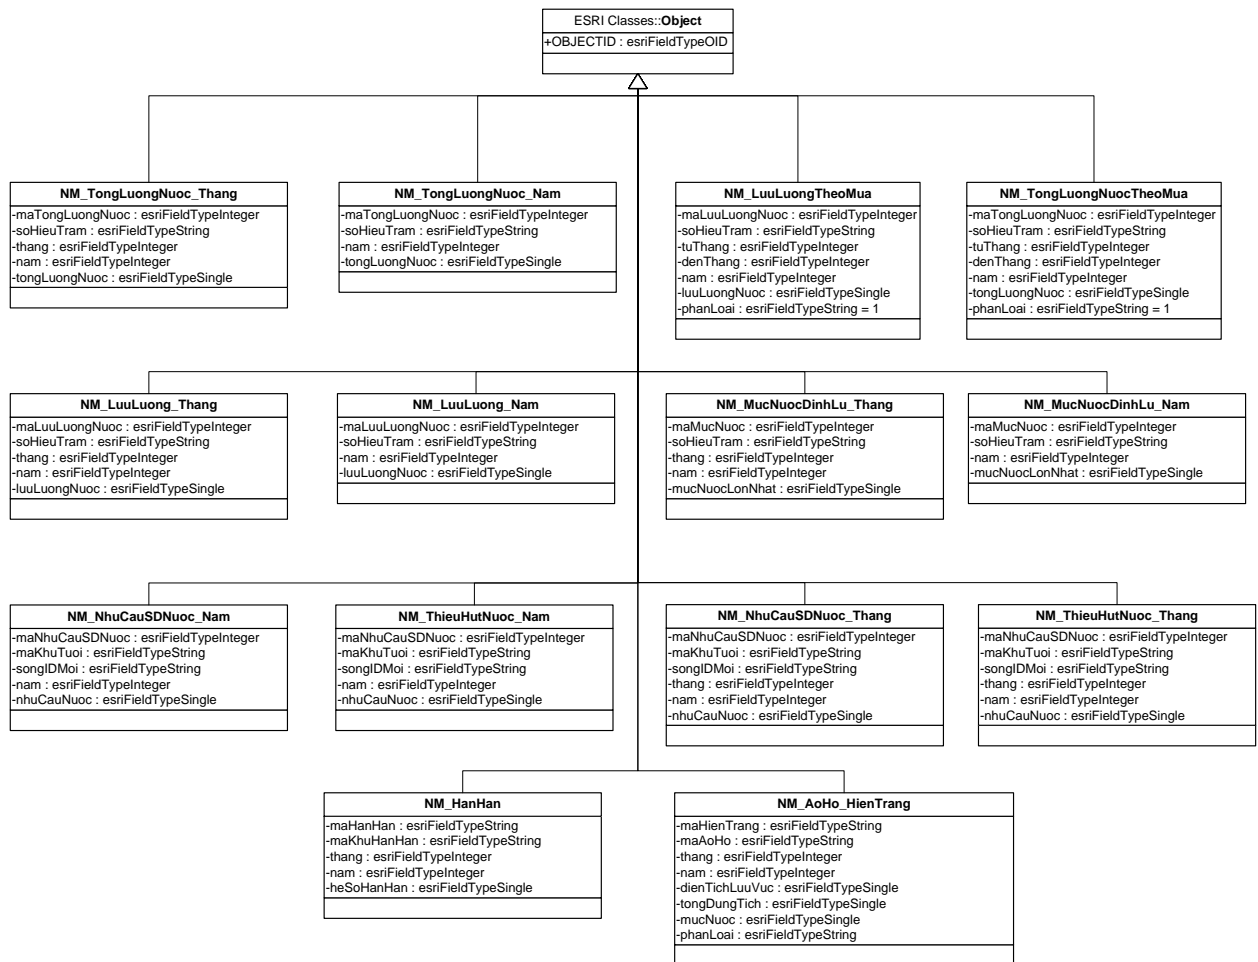 ESRI Classes::Object
+OBJECTID : esriFieldTypeOID
NM_TongLuongNuoc_Thang
-maTongLuongNuoc : esriFieldTypeInteger
-soHieuTram : esriFieldTypeString
-thang : esriFieldTypeInteger
-nam : esriFieldTypeInteger
-tongLuongNuoc : esriFieldTypeSingle
NM_TongLuongNuoc_Nam
-maTongLuongNuoc : esriFieldTypeInteger
-soHieuTram : esriFieldTypeString
-nam : esriFieldTypeInteger
-tongLuongNuoc : esriFieldTypeSingle
NM_LuuLuongTheoMua
-maLuuLuongNuoc : esriFieldTypeInteger
-soHieuTram : esriFieldTypeString
-tuThang : esriFieldTypeInteger
-denThang : esriFieldTypeInteger
-nam : esriFieldTypeInteger
-luuLuongNuoc : esriFieldTypeSingle
-phanLoai : esriFieldTypeString = 1
NM_TongLuongNuocTheoMua
-maTongLuongNuoc : esriFieldTypeInteger
-soHieuTram : esriFieldTypeString
-tuThang : esriFieldTypeInteger
-denThang : esriFieldTypeInteger
-nam : esriFieldTypeInteger
-tongLuongNuoc : esriFieldTypeSingle
-phanLoai : esriFieldTypeString = 1
NM_LuuLuong_Thang
-maLuuLuongNuoc : esriFieldTypeInteger
-soHieuTram : esriFieldTypeString
-thang : esriFieldTypeInteger
-nam : esriFieldTypeInteger
-luuLuongNuoc : esriFieldTypeSingle
NM_LuuLuong_Nam
-maLuuLuongNuoc : esriFieldTypeInteger
-soHieuTram : esriFieldTypeString
-nam : esriFieldTypeInteger
-luuLuongNuoc : esriFieldTypeSingle
NM_MucNuocDinhLu_Thang
-maMucNuoc : esriFieldTypeInteger
-soHieuTram : esriFieldTypeString
-thang : esriFieldTypeInteger
-nam : esriFieldTypeInteger
-mucNuocLonNhat : esriFieldTypeSingle
NM_MucNuocDinhLu_Nam
-maMucNuoc : esriFieldTypeInteger
-soHieuTram : esriFieldTypeString
-nam : esriFieldTypeInteger
-mucNuocLonNhat : esriFieldTypeSingle
NM_NhuCauSDNuoc_Nam
-maNhuCauSDNuoc : esriFieldTypeInteger
-maKhuTuoi : esriFieldTypeString
-songIDMoi : esriFieldTypeString
-nam : esriFieldTypeInteger
-nhuCauNuoc : esriFieldTypeSingle
NM_ThieuHutNuoc_Nam
-maNhuCauSDNuoc : esriFieldTypeInteger
-maKhuTuoi : esriFieldTypeString
-songIDMoi : esriFieldTypeString
-nam : esriFieldTypeInteger
-nhuCauNuoc : esriFieldTypeSingle
NM_NhuCauSDNuoc_Thang
-maNhuCauSDNuoc : esriFieldTypeInteger
-maKhuTuoi : esriFieldTypeString
-songIDMoi : esriFieldTypeString
-thang : esriFieldTypeInteger
-nam : esriFieldTypeInteger
-nhuCauNuoc : esriFieldTypeSingle
NM_ThieuHutNuoc_Thang
-maNhuCauSDNuoc : esriFieldTypeInteger
-maKhuTuoi : esriFieldTypeString
-songIDMoi : esriFieldTypeString
-thang : esriFieldTypeInteger
-nam : esriFieldTypeInteger
-nhuCauNuoc : esriFieldTypeSingle
NM_HanHan
-maHanHan : esriFieldTypeString
-maKhuHanHan : esriFieldTypeString
-thang : esriFieldTypeInteger
-nam : esriFieldTypeInteger
-heSoHanHan : esriFieldTypeSingle
NM_AoHo_HienTrang
-maHienTrang : esriFieldTypeString
-maAoHo : esriFieldTypeString
-thang : esriFieldTypeInteger
-nam : esriFieldTypeInteger
-dienTichLuuVuc : esriFieldTypeSingle
-tongDungTich : esriFieldTypeSingle
-mucNuoc : esriFieldTypeSingle
-phanLoai : esriFieldTypeString